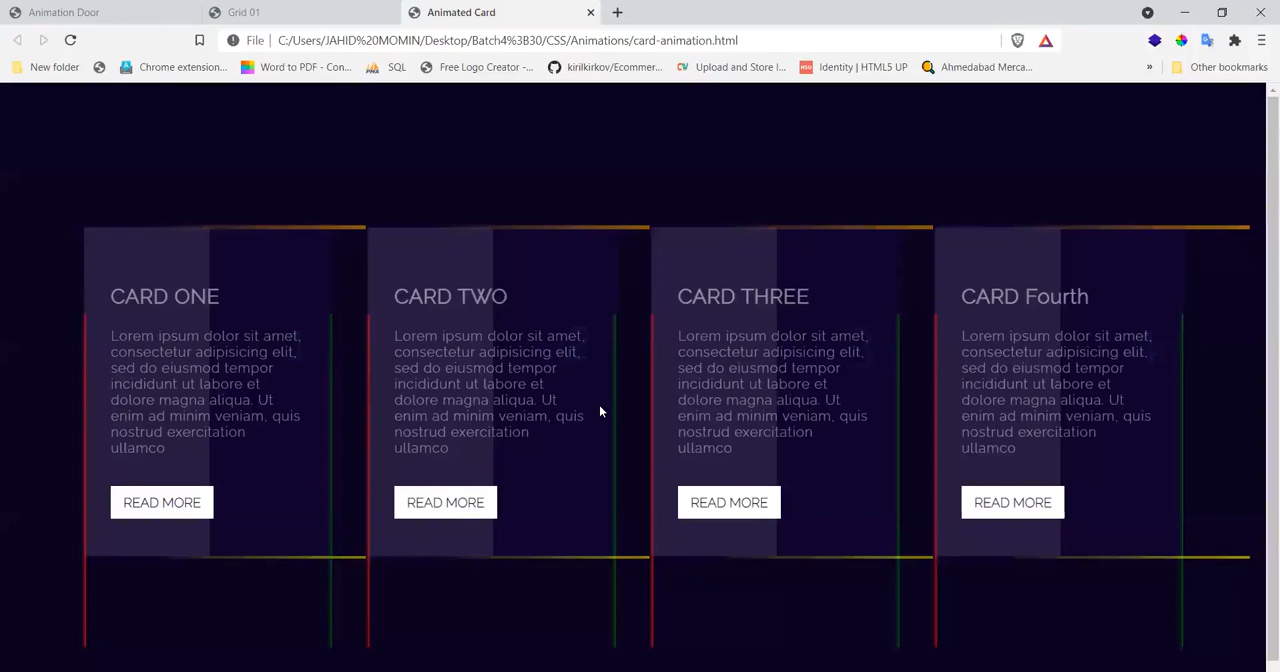 Animation Door
Grid 01
Animated Card
File
C:/Users/JAHID%20MOMIN/Desktop/Batch4%3B30/CSS/Animations/card-animation.html
New folder
Chrome extension...
Word to PDF - Con...
SQL
Free Logo Creator -...
kirilkirkov/Ecommer...
Upload and Store I...
Identity | HTML5 UP
Ahmedabad Merca...
»
Other bookmarks
CARD ONE
Lorem ipsum dolor sit amet,
consectetur adipisicing elit,
sed do eiusmod tempor
incididunt ut labore et
dolore magna aliqua. Ut
enim ad minim veniam, quis
nostrud exercitation
ullamco
READ MORE
CARD TWO
Lorem ipsum dolor sit amet,
consectetur adipisicing elit,
sed do eiusmod tempor
incididunt ut labore et
dolore magna aliqua. Ut
enim ad minim veniam, quis
nostrud exercitation
ullamco
READ MORE
CARD THREE
Lorem ipsum dolor sit amet,
consectetur adipisicing elit,
sed do eiusmod tempor
incididunt ut labore et
dolore magna aliqua. Ut
enim ad minim veniam, quis
nostrud exercitation
ullamco
READ MORE
CARD Fourth
Lorem ipsum dolor sit amet,
consectetur adipisicing elit,
sed do eiusmod tempor
incididunt ut labore et
dolore magna aliqua. Ut
enim ad minim veniam, quis
nostrud exercitation
ullamco
READ MORE